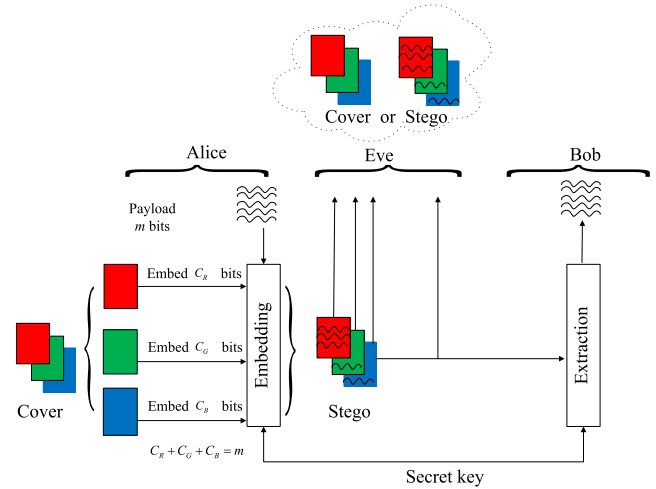 Cover or Stego
Alice
Eve
Bob
Payload
m bits
Embed C_R bits
Embed C_G bits
Embed C_B bits
C_R + C_G + C_B = m
Cover
Embedding
Stego
Extraction
Secret key